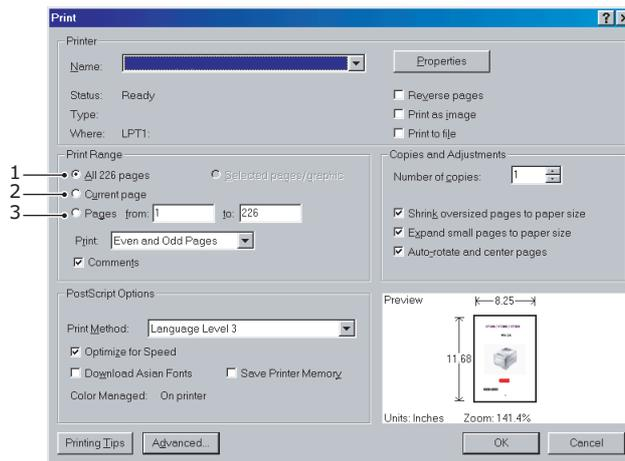 Print
Printer
Name:
Properties
Status: Ready
Type:
Where: LPT1:
Reverse pages
Print as image
Print to file
Print Range
1 All 226 pages
Selected pages/graphic
2 Current page
3 Pages from: 1 to: 226
Print: Even and Odd Pages
Comments
Copies and Adjustments
Number of copies: 1
Shrink oversized pages to paper size
Expand small pages to paper size
Auto-rotate and center pages
PostScript Options
Print Method: Language Level 3
Optimize for Speed
Download Asian Fonts
Save Printer Memory
Color Managed: On printer
Preview
8.25
11.68
Units: Inches Zoom: 141.4%
Printing Tips
Advanced...
OK
Cancel